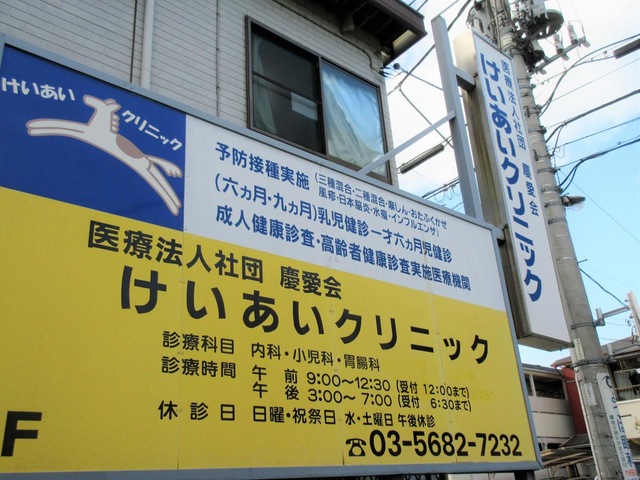 けいあい
クリニック
予防接種実施(三種混合・二種混合・麻しん・おたふくかぜ
風疹・日本脳炎・水痘・インフルエンザ)
(六ヵ月・九ヵ月)乳児健診 一才六ヵ月児健診
成人健康診査・高齢者健康診査実施医療機関
医療法人社団 慶愛会
けいあいクリニック
診療科目 内科・小児科・胃腸科
診療時間 午前 9:00〜12:30(受付12:00まで)
午後 3:00〜7:00(受付6:30まで)
休診日 日曜・祝祭日 水・土曜日午後休診
☎03-5682-7232
F
医療法人社団 慶愛会
けいあいクリニック